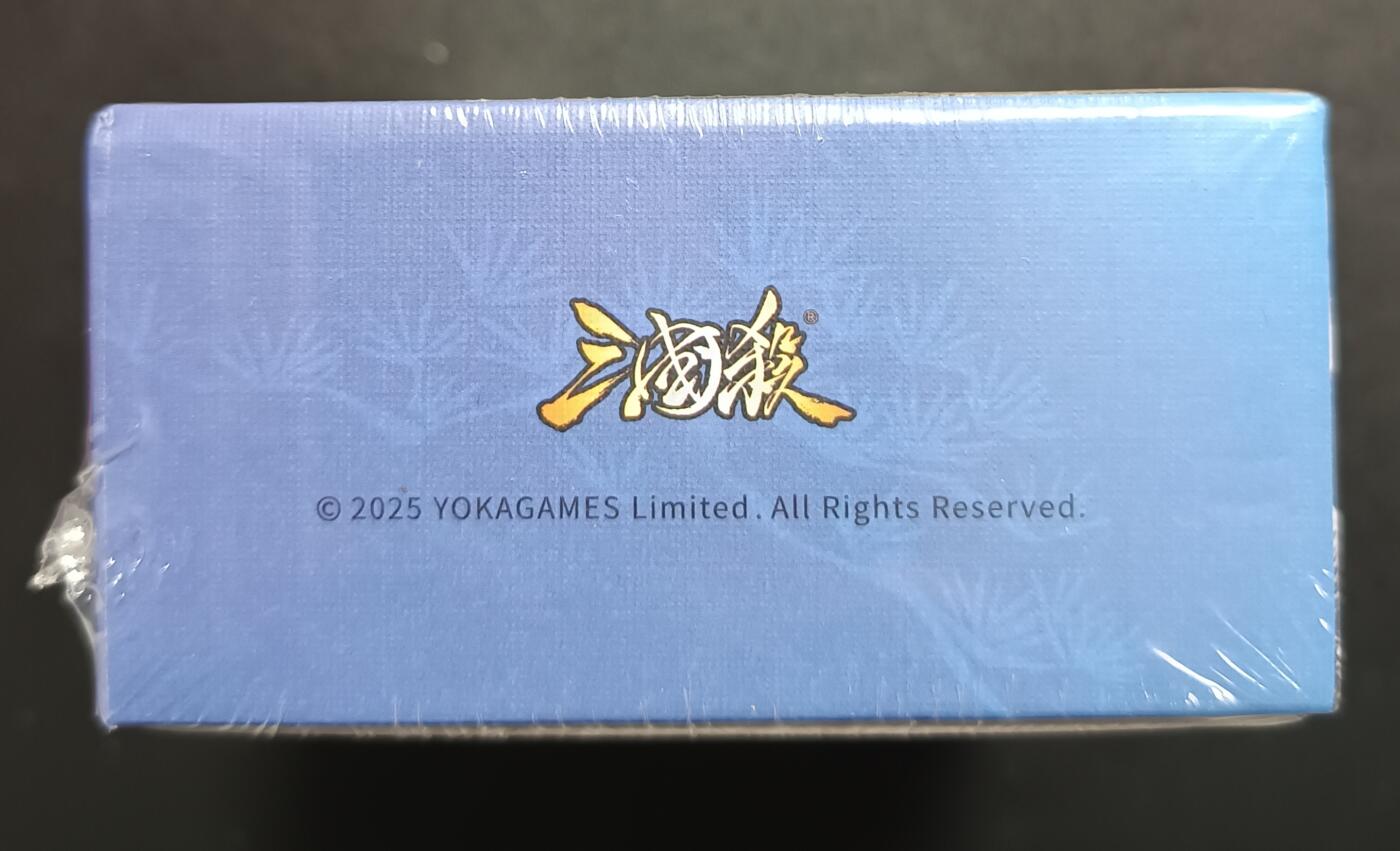 三國殺®
© 2025 YOKAGAMES Limited. All Rights Reserved.